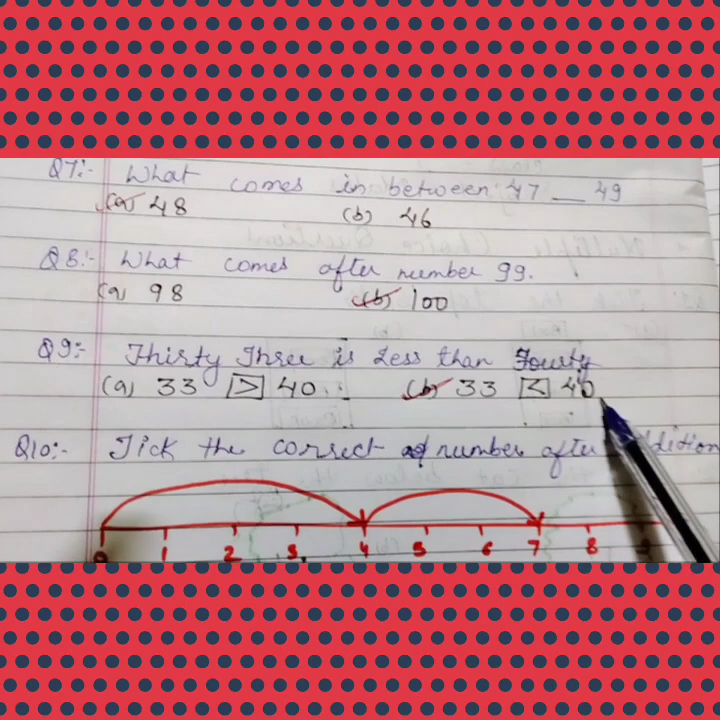 Q7:- What comes in between 47 __ 49
(a) 48 (b) 46
Q8:- What comes after number 99.
(a) 98 (b) 100
Q9:- Thirty Three is Less than Fourty
(a) 33 > 40 (b) 33 < 40
Q10:- Tick the correct number after
0 1 2 3 4 5 6 7 8 9